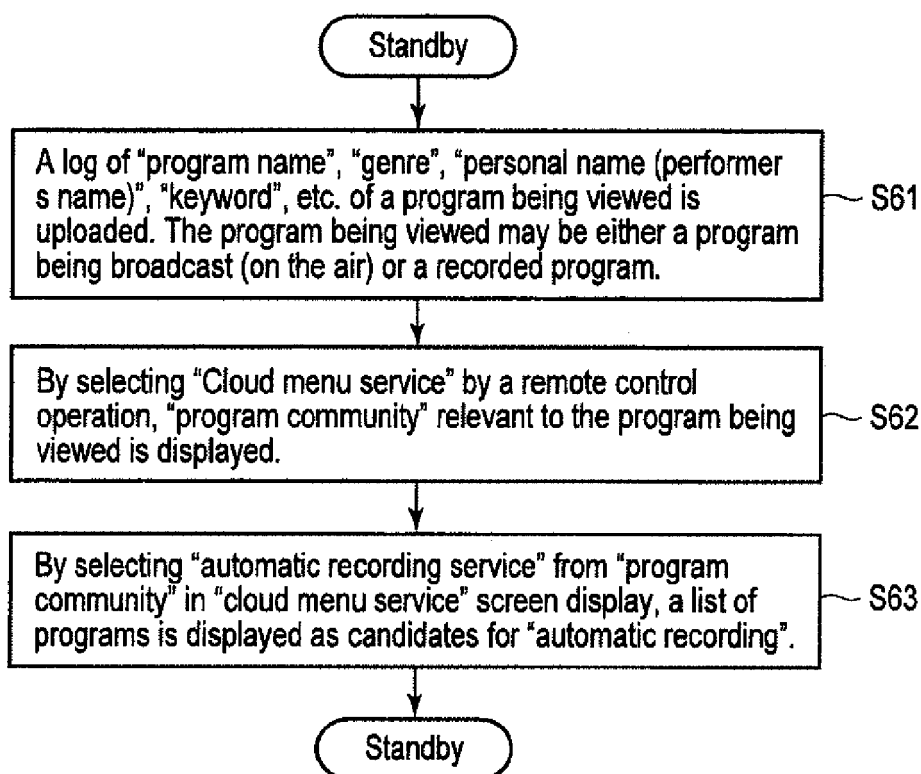 Standby
A log of “program name”, “genre”, “personal name (performer
s name)”, “keyword”, etc. of a program being viewed is
uploaded. The program being viewed may be either a program
being broadcast (on the air) or a recorded program.
S61
By selecting “Cloud menu service” by a remote control
operation, “program community” relevant to the program being
viewed is displayed.
S62
By selecting “automatic recording service” from “program
community” in “cloud menu service” screen display, a list of
programs is displayed as candidates for “automatic recording”.
S63
Standby